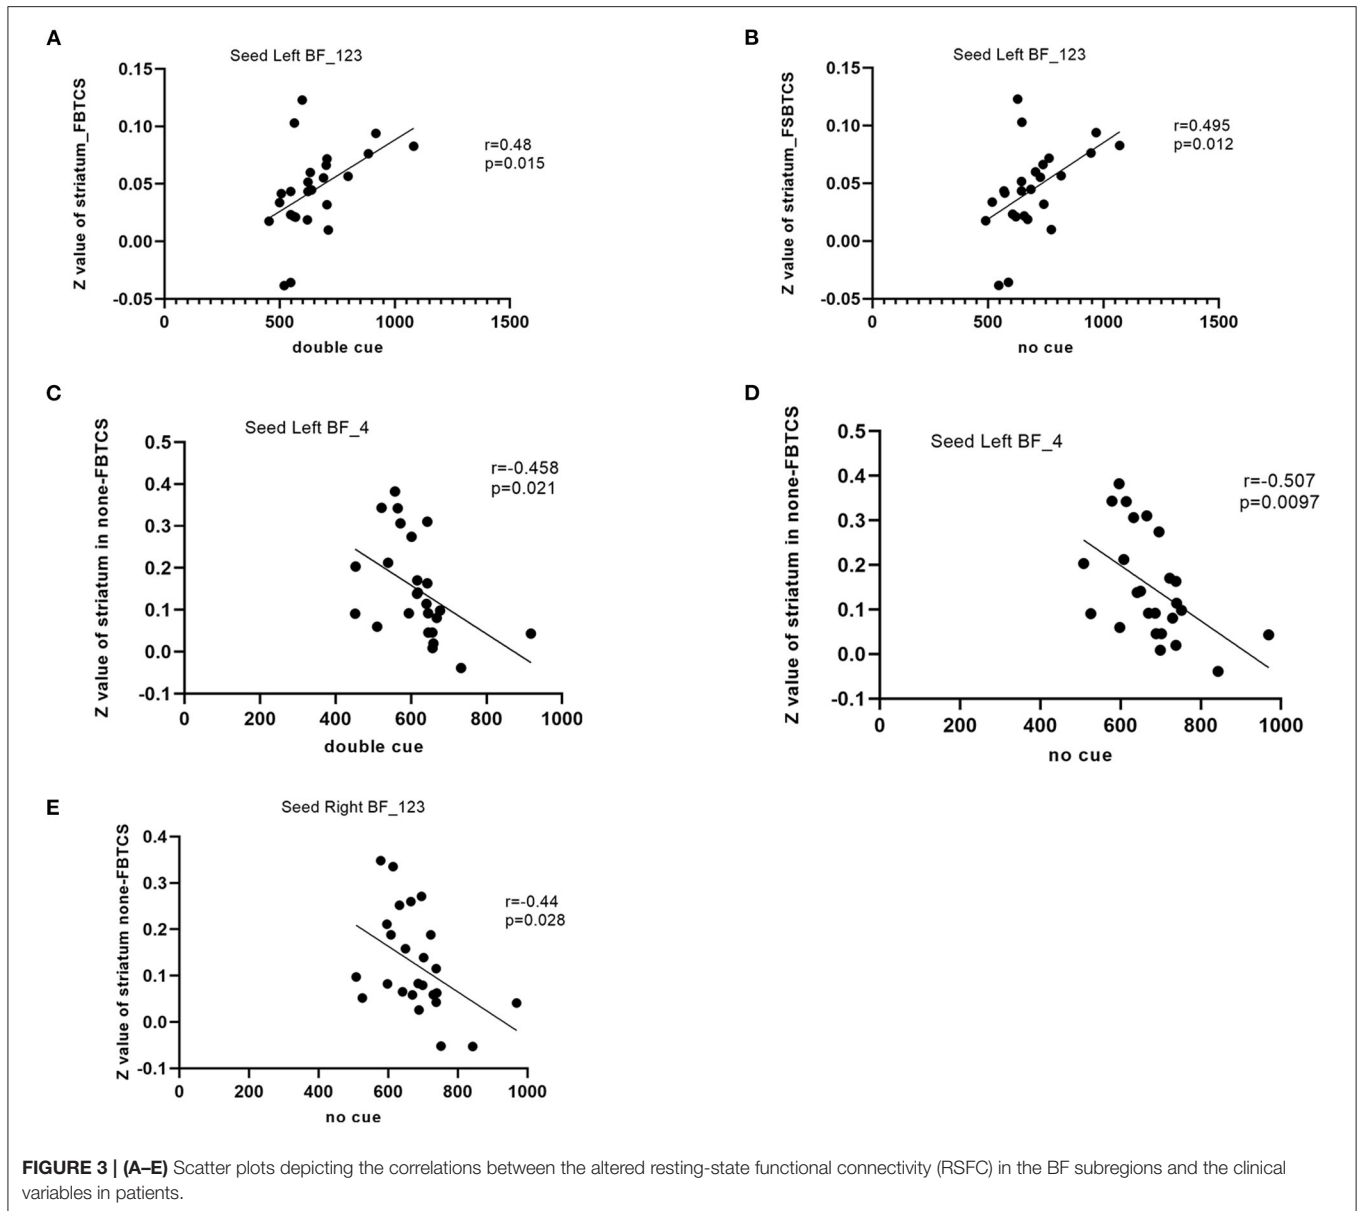 A
Seed Left BF_123
Z value of striatum_FBTCS
0.15
0.10
0.05
0.00
-0.05
r=0.48
p=0.015
0 500 1000 1500
double cue
B
Seed Left BF_123
Z value of striatum_FSBTCS
0.15
0.10
0.05
0.00
-0.05
r=0.495
p=0.012
0 500 1000 1500
no cue
C
Seed Left BF_4
Z value of striatum in none-FBTCS
0.5
0.4
0.3
0.2
0.1
0.0
-0.1
r=-0.458
p=0.021
0 200 400 600 800 1000
double cue
D
Seed Left BF_4
Z value of striatum in none-FBTCS
0.5
0.4
0.3
0.2
0.1
0.0
-0.1
r=-0.507
p=0.0097
0 200 400 600 800 1000
no cue
E
Seed Right BF_123
Z value of striatum none-FBTCS
0.4
0.3
0.2
0.1
0.0
-0.1
r=-0.44
p=0.028
0 200 400 600 800 1000
no cue
FIGURE 3 | (A–E) Scatter plots depicting the correlations between the altered resting-state functional connectivity (RSFC) in the BF subregions and the clinical
variables in patients.